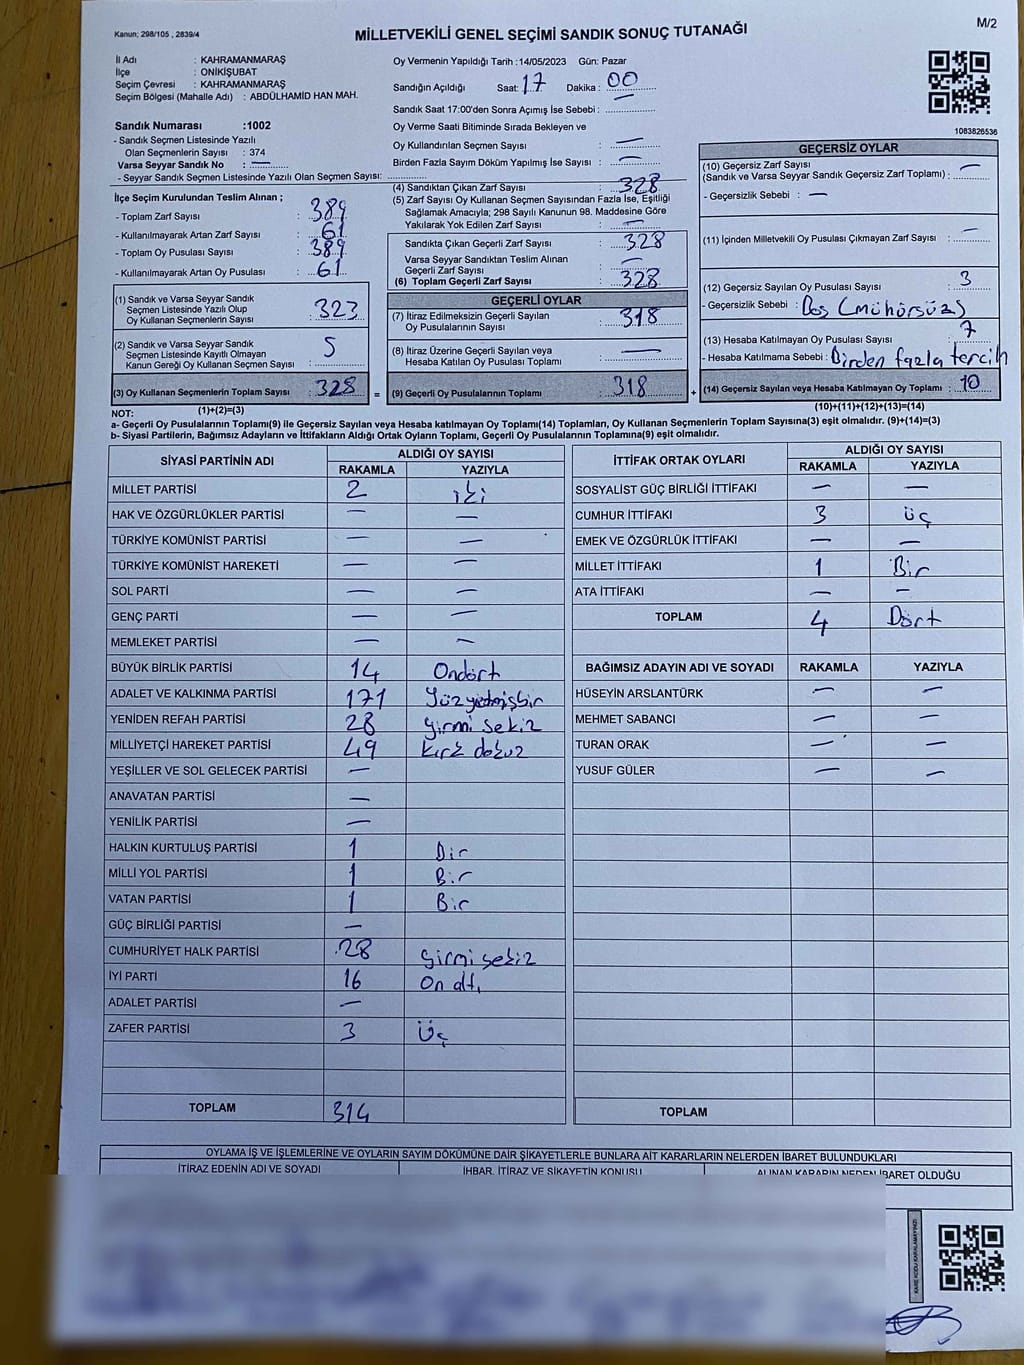 M/2
Kanun; 298/105 , 2839/4
MİLLETVEKİLİ GENEL SEÇİMİ SANDIK SONUÇ TUTANAĞI
İl Adı : KAHRAMANMARAŞ
İlçe : ONİKİŞUBAT
Seçim Çevresi : KAHRAMANMARAŞ
Seçim Bölgesi (Mahalle Adı) : ABDÜLHAMİD HAN MAH.
Sandık Numarası :1002
- Sandık Seçmen Listesinde Yazılı
Olan Seçmenlerin Sayısı : 374
Varsa Seyyar Sandık No : —
- Seyyar Sandık Seçmen Listesinde Yazılı Olan Seçmen Sayısı:
Oy Vermenin Yapıldığı Tarih :14/05/2023 Gün: Pazar
Sandığın Açıldığı Saat: 17 Dakika : 00
Sandık Saat 17:00'den Sonra Açımış İse Sebebi : —
Oy Verme Saati Bitiminde Sırada Bekleyen ve
Oy Kullandırılan Seçmen Sayısı : —
Birden Fazla Sayım Döküm Yapılmış İse Sayısı : —
1083826536
İlçe Seçim Kurulundan Teslim Alınan ;
- Toplam Zarf Sayısı : 389
- Kullanılmayarak Artan Zarf Sayısı : 61
- Toplam Oy Pusulası Sayısı : 389
- Kullanılmayarak Artan Oy Pusulası : 61
(1) Sandık ve Varsa Seyyar Sandık
Seçmen Listesinde Yazılı Olup
Oy Kullanan Seçmenlerin Sayısı : 323
(2) Sandık ve Varsa Seyyar Sandık
Seçmen Listesinde Kayıtlı Olmayan
Kanun Gereği Oy Kullanan Seçmen Sayısı : 5
(3) Oy Kullanan Seçmenlerin Toplam Sayısı : 328
(1)+(2)=(3)
(4) Sandıktan Çıkan Zarf Sayısı : 328
(5) Zarf Sayısı Oy Kullanan Seçmen Sayısından Fazla İse, Eşitliği
Sağlamak Amacıyla; 298 Sayılı Kanunun 98. Maddesine Göre
Yakılarak Yok Edilen Zarf Sayısı : —
Sandıkta Çıkan Geçerli Zarf Sayısı : 328
Varsa Seyyar Sandıktan Teslim Alınan
Geçerli Zarf Sayısı : —
(6) Toplam Geçerli Zarf Sayısı : 328
GEÇERLİ OYLAR
(7) İtiraz Edilmeksizin Geçerli Sayılan
Oy Pusulalarının Sayısı : 318
(8) İtiraz Üzerine Geçerli Sayılan veya
Hesaba Katılan Oy Pusulası Toplamı : —
= (9) Geçerli Oy Pusulalarının Toplamı : 318
GEÇERSİZ OYLAR
(10) Geçersiz Zarf Sayısı
(Sandık ve Varsa Seyyar Sandık Geçersiz Zarf Toplamı) : —
- Geçersizlik Sebebi : —
(11) İçinden Milletvekili Oy Pusulası Çıkmayan Zarf Sayısı : —
(12) Geçersiz Sayılan Oy Pusulası Sayısı : 3
- Geçersizlik Sebebi : Boş (mühürsüz)
(13) Hesaba Katılmayan Oy Pusulası Sayısı : 7
- Hesaba Katılmama Sebebi : Birden fazla tercih
+ (14) Geçersiz Sayılan veya Hesaba Katılmayan Oy Toplamı : 10
(10)+(11)+(12)+(13)=(14)
NOT:
a- Geçerli Oy Pusulalarının Toplamı(9) ile Geçersiz Sayılan veya Hesaba katılmayan Oy Toplamı(14) Toplamları, Oy Kullanan Seçmenlerin Toplam Sayısına(3) eşit olmalıdır. (9)+(14)=(3)
b- Siyasi Partilerin, Bağımsız Adayların ve İttifakların Aldığı Ortak Oyların Toplamı, Geçerli Oy Pusulalarının Toplamına(9) eşit olmalıdır.
SİYASİ PARTİNİN ADI ALDIĞI OY SAYISI
RAKAMLA YAZIYLA
MİLLET PARTİSİ 2 iki
HAK VE ÖZGÜRLÜKLER PARTİSİ — —
TÜRKİYE KOMÜNİST PARTİSİ — —
TÜRKİYE KOMÜNİST HAREKETİ — —
SOL PARTİ — —
GENÇ PARTİ — —
MEMLEKET PARTİSİ — —
BÜYÜK BİRLİK PARTİSİ 14 Ondört
ADALET VE KALKINMA PARTİSİ 171 Yüzyetmişbir
YENİDEN REFAH PARTİSİ 28 Yirmi sekiz
MİLLİYETÇİ HAREKET PARTİSİ 49 Kırk dokuz
YEŞİLLER VE SOL GELECEK PARTİSİ —
ANAVATAN PARTİSİ —
YENİLİK PARTİSİ —
HALKIN KURTULUŞ PARTİSİ 1 Bir
MİLLİ YOL PARTİSİ 1 Bir
VATAN PARTİSİ 1 Bir
GÜÇ BİRLİĞİ PARTİSİ —
CUMHURİYET HALK PARTİSİ 28 Yirmi sekiz
İYİ PARTİ 16 On altı
ADALET PARTİSİ —
ZAFER PARTİSİ 3 Üç
TOPLAM 314
İTTİFAK ORTAK OYLARI ALDIĞI OY SAYISI
RAKAMLA YAZIYLA
SOSYALİST GÜÇ BİRLİĞİ İTTİFAKI — —
CUMHUR İTTİFAKI 3 üç
EMEK VE ÖZGÜRLÜK İTTİFAKI — —
MİLLET İTTİFAKI 1 Bir
ATA İTTİFAKI — —
TOPLAM 4 Dört
BAĞIMSIZ ADAYIN ADI VE SOYADI RAKAMLA YAZIYLA
HÜSEYİN ARSLANTÜRK — —
MEHMET SABANCI — —
TURAN ORAK — —
YUSUF GÜLER — —
TOPLAM
OYLAMA İŞ VE İŞLEMLERİNE VE OYLARIN SAYIM DÖKÜMÜNE DAİR ŞİKAYETLERLE BUNLARA AİT KARARLARIN NELERDEN İBARET BULUNDUKLARI
İTİRAZ EDENİN ADI VE SOYADI İHBAR, İTİRAZ VE ŞİKAYETİN KONUSU ALINAN KARARIN NEDEN İBARET OLDUĞU
KARE KODU KARALAMAYINIZ!